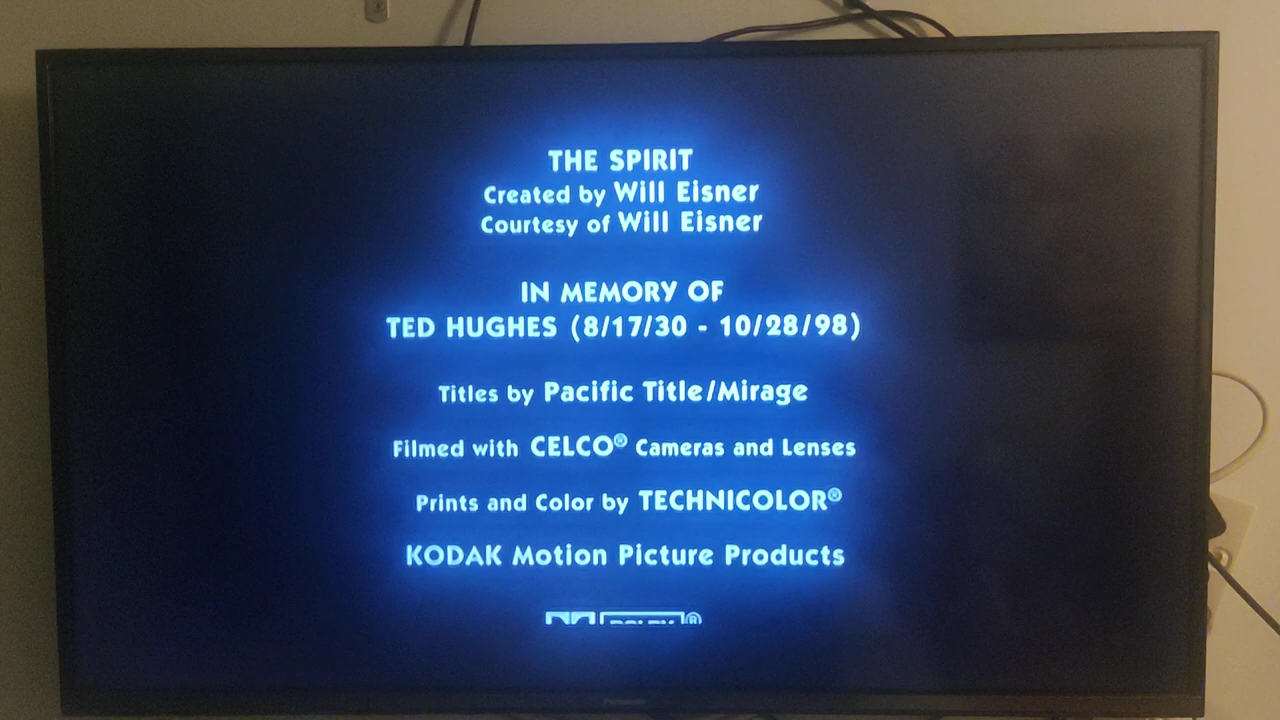 THE SPIRIT
Created by Will Eisner
Courtesy of Will Eisner
IN MEMORY OF
TED HUGHES (8/17/30 - 10/28/98)
Titles by Pacific Title/Mirage
Filmed with CELCO® Cameras and Lenses
Prints and Color by TECHNICOLOR®
KODAK Motion Picture Products